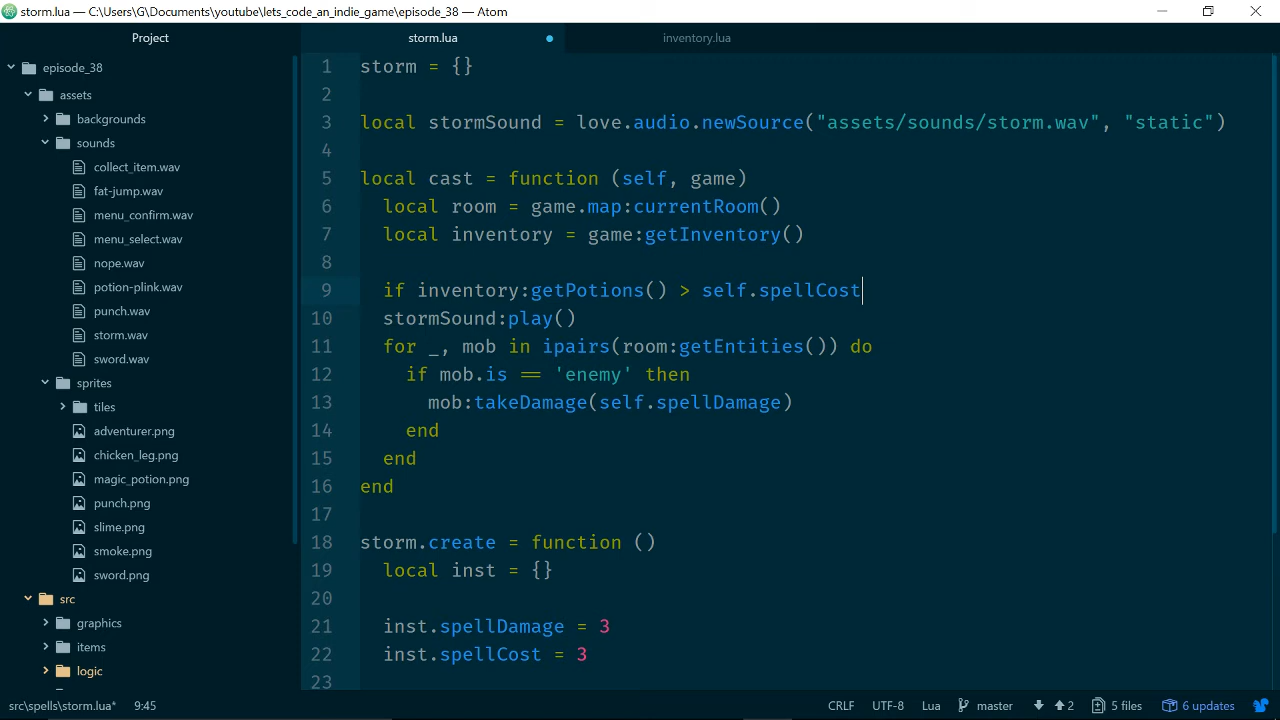 storm.lua — C:\Users\G\Documents\youtube\lets_code_an_indie_game\episode_38 — Atom
Project
storm.lua
inventory.lua
episode_38
assets
backgrounds
sounds
collect_item.wav
fat-jump.wav
menu_confirm.wav
menu_select.wav
nope.wav
potion-plink.wav
punch.wav
storm.wav
sword.wav
sprites
tiles
adventurer.png
chicken_leg.png
magic_potion.png
punch.png
slime.png
smoke.png
sword.png
src
graphics
items
logic
1 storm = {}
2
3 local stormSound = love.audio.newSource("assets/sounds/storm.wav", "static")
4
5 local cast = function (self, game)
6 local room = game.map:currentRoom()
7 local inventory = game:getInventory()
8
9 if inventory:getPotions() > self.spellCost
10 stormSound:play()
11 for _, mob in ipairs(room:getEntities()) do
12 if mob.is == 'enemy' then
13 mob:takeDamage(self.spellDamage)
14 end
15 end
16 end
17
18 storm.create = function ()
19 local inst = {}
20
21 inst.spellDamage = 3
22 inst.spellCost = 3
23
src\spells\storm.lua* 9:45 CRLF UTF-8 Lua master 2 5 files 6 updates